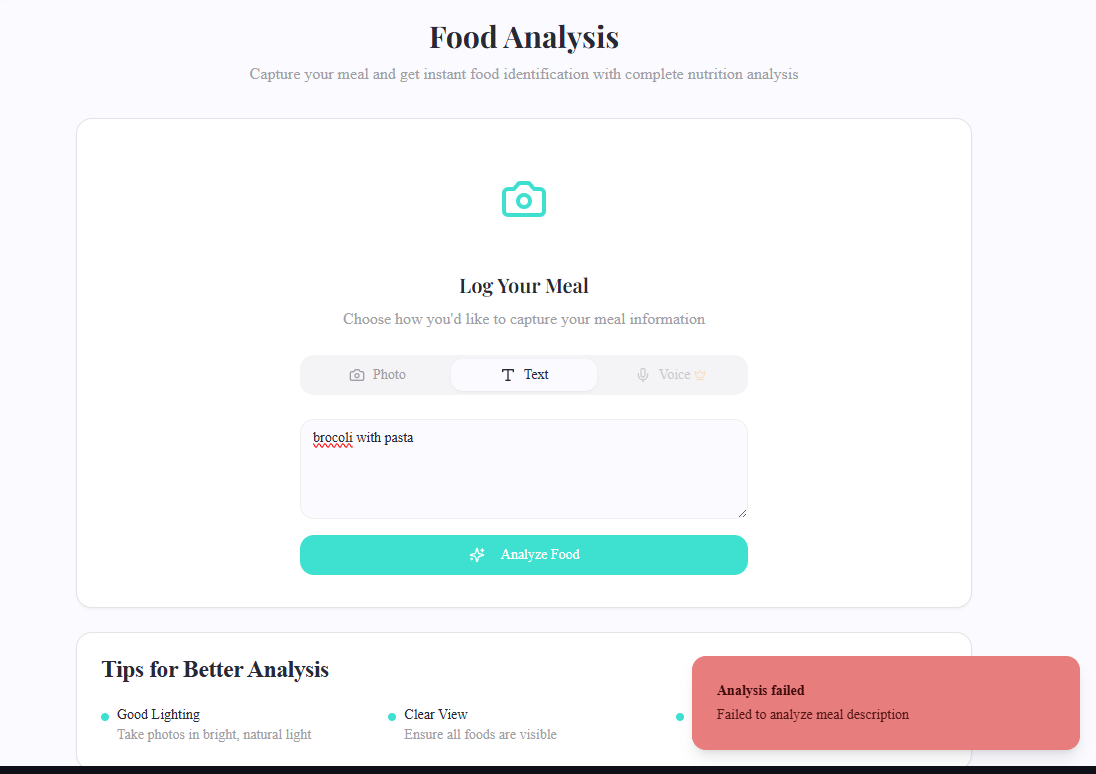 Food Analysis
Capture your meal and get instant food identification with complete nutrition analysis
Log Your Meal
Choose how you'd like to capture your meal information
Photo
Text
Voice
brocoli with pasta
Analyze Food
Tips for Better Analysis
Good Lighting
Take photos in bright, natural light
Clear View
Ensure all foods are visible
Analysis failed
Failed to analyze meal description